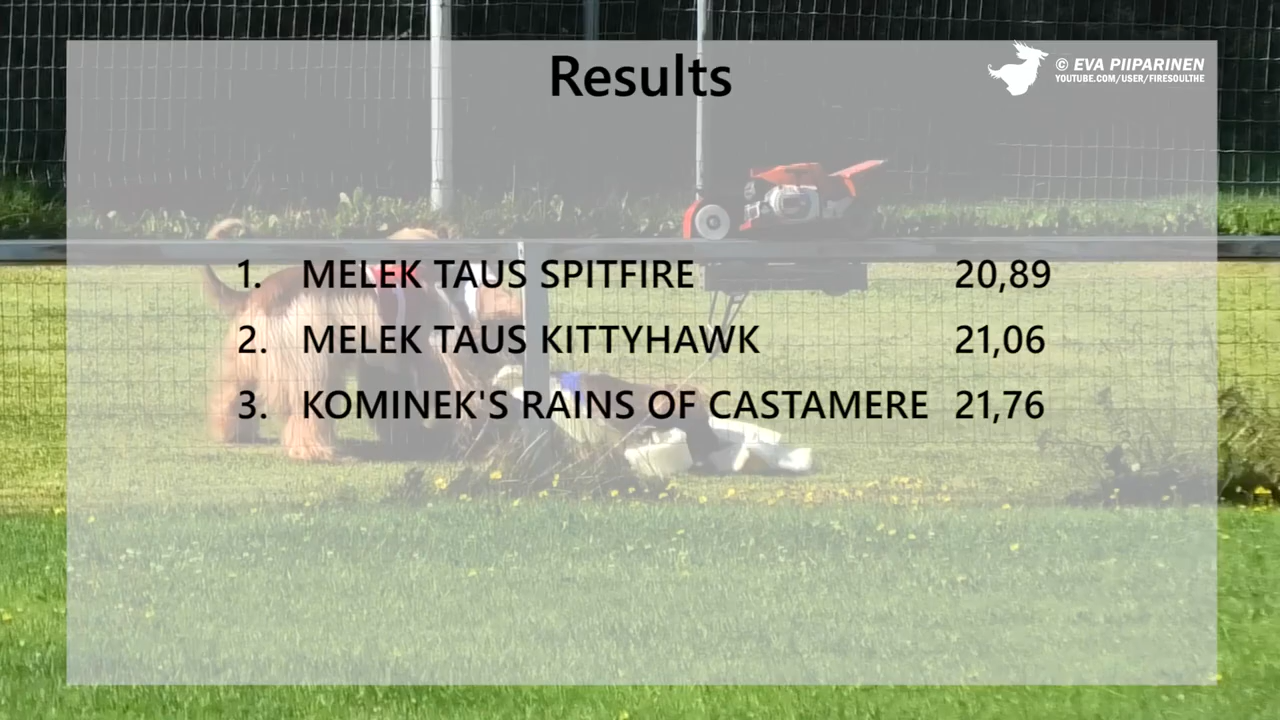 Results
© EVA PIIPARINEN
YOUTUBE.COM/USER/FIRESOULTHE
1. MELEK TAUS SPITFIRE 20,89
2. MELEK TAUS KITTYHAWK 21,06
3. KOMINEK'S RAINS OF CASTAMERE 21,76